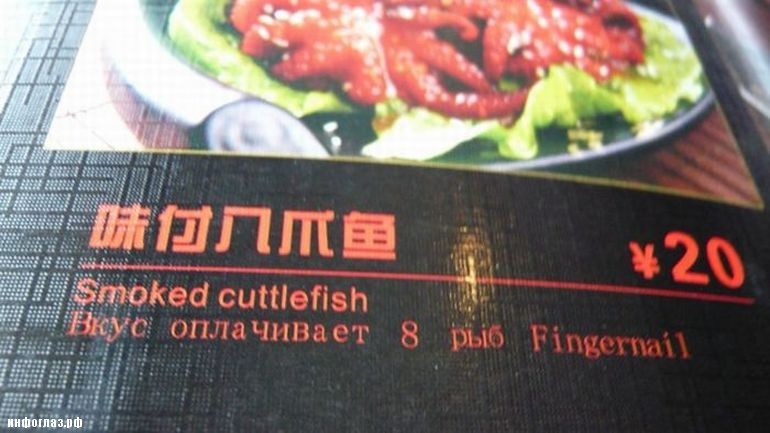 味付八爪鱼
¥20
Smoked cuttlefish
Вкус оплачивает 8 рыб Fingernail
инфоглаз.рф